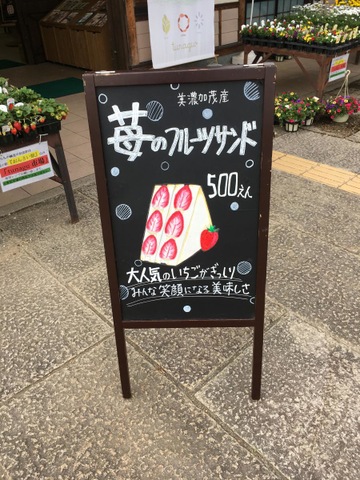 美濃加茂産
苺のフルーツサンド
500えん
大人気のいちごがぎっしり
みんな笑顔になる美味しさ